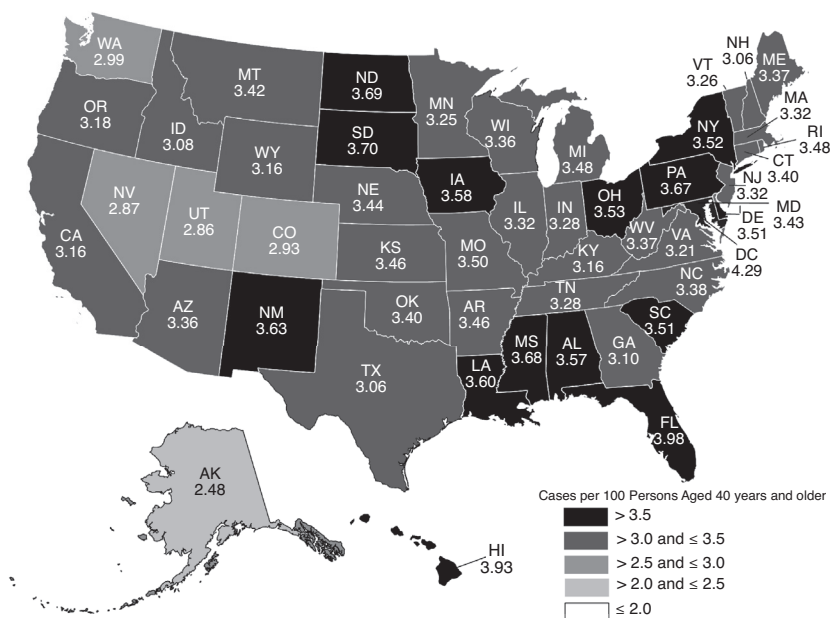 WA
2.99
OR
3.18
ID
3.08
MT
3.42
ND
3.69
SD
3.70
MN
3.25
WI
3.36
MI
3.48
WY
3.16
NE
3.44
IA
3.58
NV
2.87
UT
2.86
CO
2.93
CA
3.16
KS
3.46
MO
3.50
IL
3.32
IN
3.28
OH
3.53
KY
3.16
WV
3.37
VA
3.21
PA
3.67
NY
3.52
VT
3.26
NH
3.06
ME
3.37
MA
3.32
RI
3.48
CT
3.40
NJ
3.32
MD
3.43
DE
3.51
DC
4.29
AZ
3.36
NM
3.63
OK
3.40
AR
3.46
TN
3.28
NC
3.38
SC
3.51
TX
3.06
LA
3.60
MS
3.68
AL
3.57
GA
3.10
FL
3.98
AK
2.48
HI
3.93
Cases per 100 Persons Aged 40 years and older
> 3.5
> 3.0 and ≤ 3.5
> 2.5 and ≤ 3.0
> 2.0 and ≤ 2.5
≤ 2.0